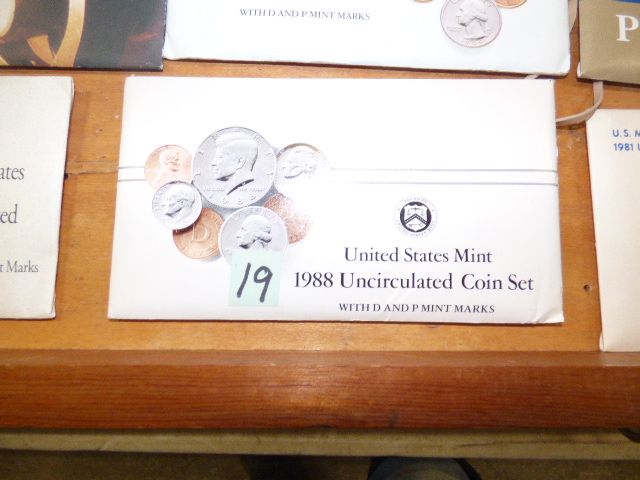 WITH D AND P MINT MARKS
P
U.S. M
1981 U
ates
ed
t Marks
United States Mint
1988 Uncirculated Coin Set
WITH D AND P MINT MARKS
19